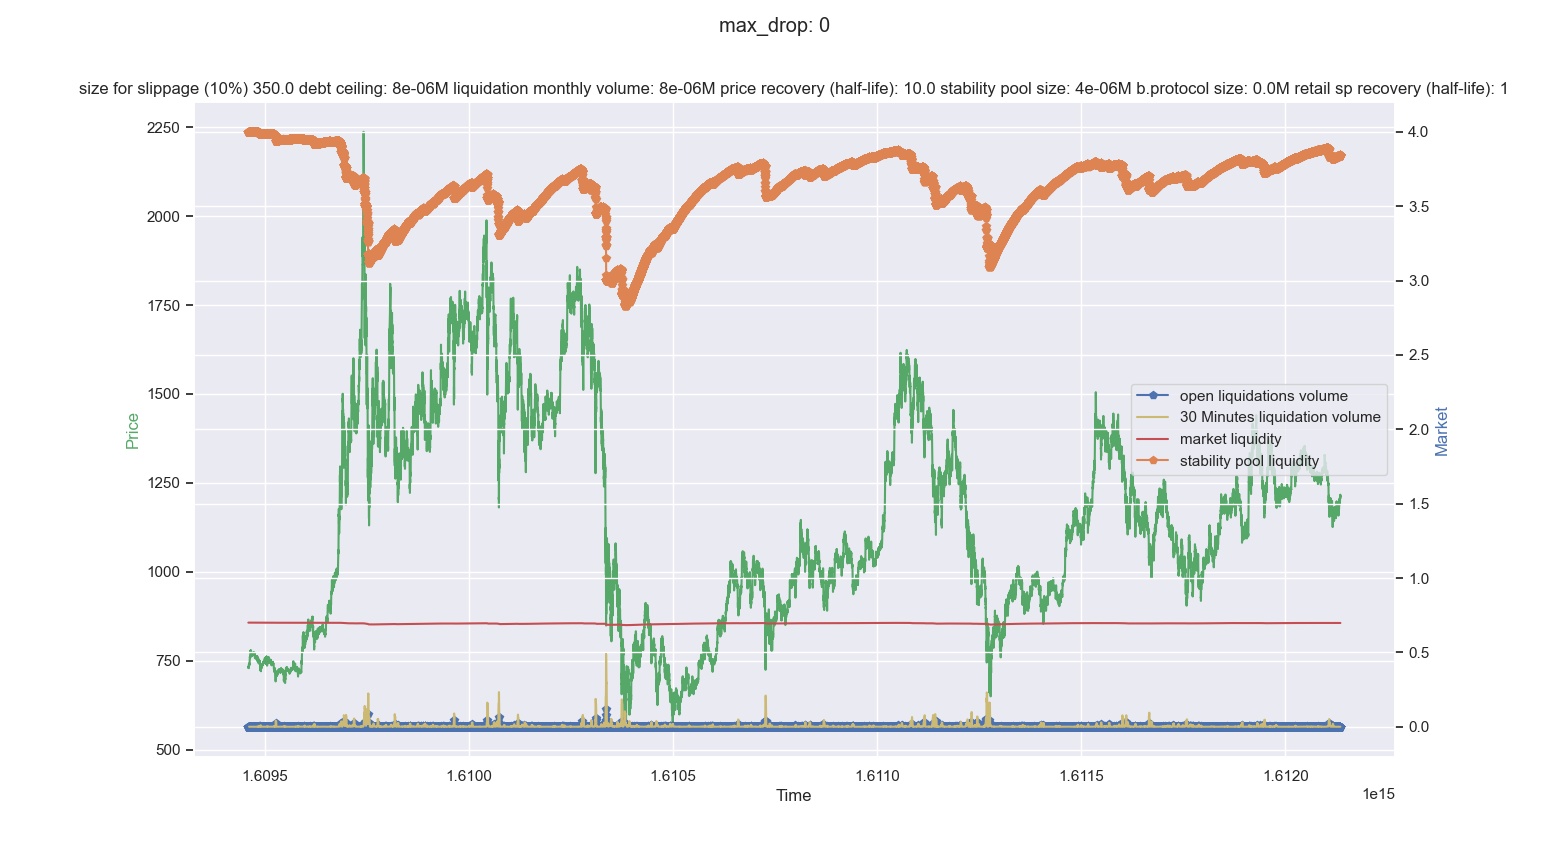 max_drop: 0
size for slippage (10%) 350.0 debt ceiling: 8e-06M liquidation monthly volume: 8e-06M price recovery (half-life): 10.0 stability pool size: 4e-06M b.protocol size: 0.0M retail sp recovery (half-life): 1
2250
2000
1750
1500
1250
1000
750
500
Price
4.0
3.5
3.0
2.5
2.0
1.5
1.0
0.5
0.0
Market
open liquidations volume
30 Minutes liquidation volume
market liquidity
stability pool liquidity
1.6095
1.6100
1.6105
1.6110
1.6115
1.6120
Time
1e15